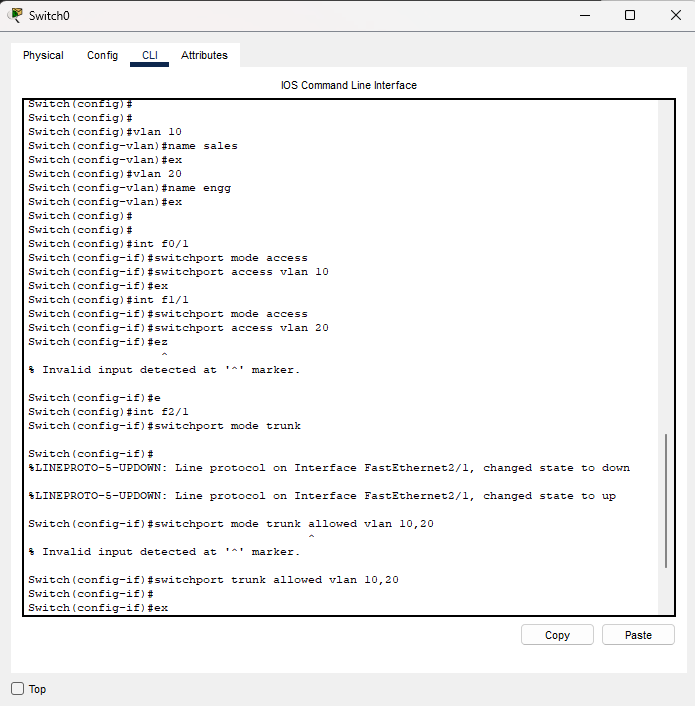 Switch0
Physical Config CLI Attributes
IOS Command Line Interface
Switch(config)#
Switch(config)#
Switch(config)#vlan 10
Switch(config-vlan)#name sales
Switch(config-vlan)#ex
Switch(config)#vlan 20
Switch(config-vlan)#name engg
Switch(config-vlan)#ex
Switch(config)#
Switch(config)#
Switch(config)#int f0/1
Switch(config-if)#switchport mode access
Switch(config-if)#switchport access vlan 10
Switch(config-if)#ex
Switch(config)#int f1/1
Switch(config-if)#switchport mode access
Switch(config-if)#switchport access vlan 20
Switch(config-if)#ez
^
% Invalid input detected at '^' marker.
Switch(config-if)#e
Switch(config)#int f2/1
Switch(config-if)#switchport mode trunk
Switch(config-if)#
%LINEPROTO-5-UPDOWN: Line protocol on Interface FastEthernet2/1, changed state to down
%LINEPROTO-5-UPDOWN: Line protocol on Interface FastEthernet2/1, changed state to up
Switch(config-if)#switchport mode trunk allowed vlan 10,20
^
% Invalid input detected at '^' marker.
Switch(config-if)#switchport trunk allowed vlan 10,20
Switch(config-if)#
Switch(config-if)#ex
Copy Paste
Top